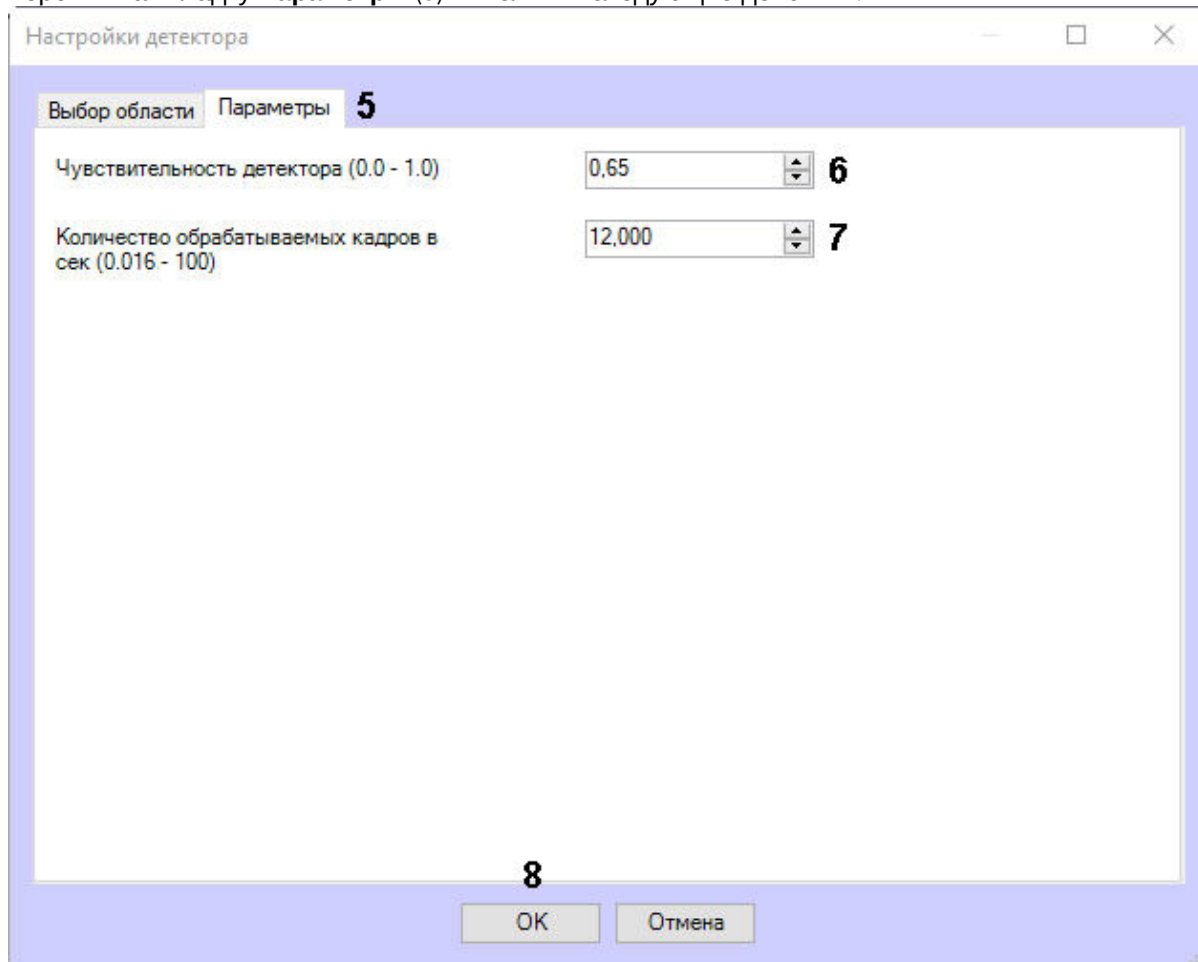 Настройки детектора
Выбор области Параметры 5
Чувствительность детектора (0.0 - 1.0) 0,65 6
Количество обрабатываемых кадров в 12,000 7
сек (0.016 - 100)
8
OK Отмена